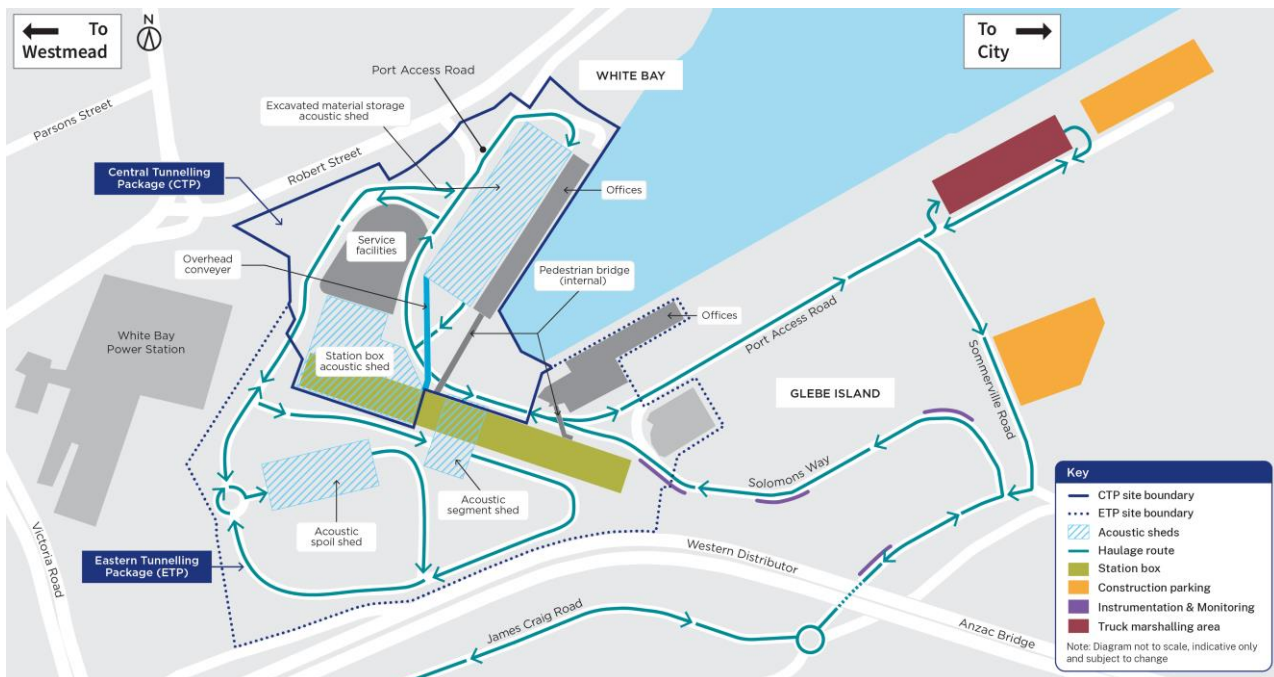 To
Westmead
N
To
City
Port Access Road
WHITE BAY
Parsons Street
Excavated material storage
acoustic shed
Central Tunnelling
Package (CTP)
Robert Street
Offices
Service
facilities
Overhead
conveyer
Pedestrian bridge
(internal)
White Bay
Power Station
Offices
Port Access Road
Station box
acoustic shed
GLEBE ISLAND
Sommerville Road
Solomons Way
Acoustic
segment shed
Acoustic
spoil shed
Victoria Road
Eastern Tunnelling
Package (ETP)
Western Distributor
James Craig Road
Anzac Bridge
Key
CTP site boundary
ETP site boundary
Acoustic sheds
Haulage route
Station box
Construction parking
Instrumentation & Monitoring
Truck marshalling area
Note: Diagram not to scale, indicative only
and subject to change